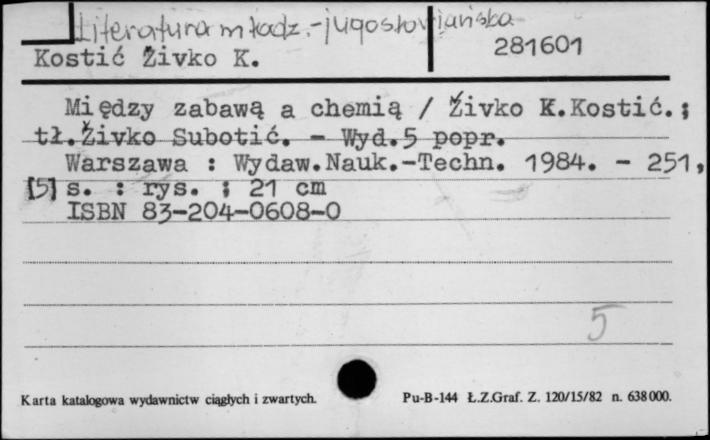 Literatura młodz.-jugosłowiańska
Kostić Živko K.
281601
Między zabawą a chemią / Živko K.Kostić.;
tł.Živko Subotić. - Wyd.5 popr.
Warszawa : Wydaw.Nauk.-Techn. 1984. - 251,
[5] s. : rys. ; 21 cm
ISBN 83-204-0608-0
5
Karta katalogowa wydawnictw ciągłych i zwartych.
Pu-B-144 Ł.Z.Graf. Z. 120/15/82 n. 638000.